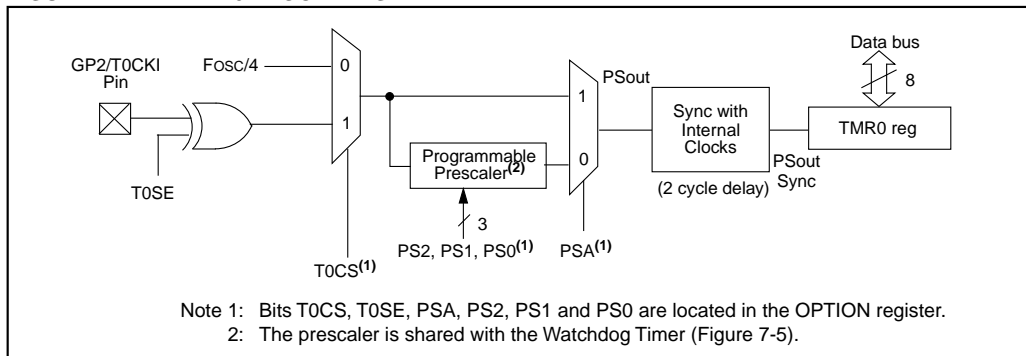 Data bus
GP2/T0CKI
Pin
FOSC/4
0
1
T0SE
T0CS(1)
Programmable
Prescaler(2)
3
PS2, PS1, PS0(1)
1
0
PSA(1)
PSout
Sync with
Internal
Clocks
(2 cycle delay)
PSout
Sync
8
TMR0 reg
Note 1: Bits T0CS, T0SE, PSA, PS2, PS1 and PS0 are located in the OPTION register.
2: The prescaler is shared with the Watchdog Timer (Figure 7-5).